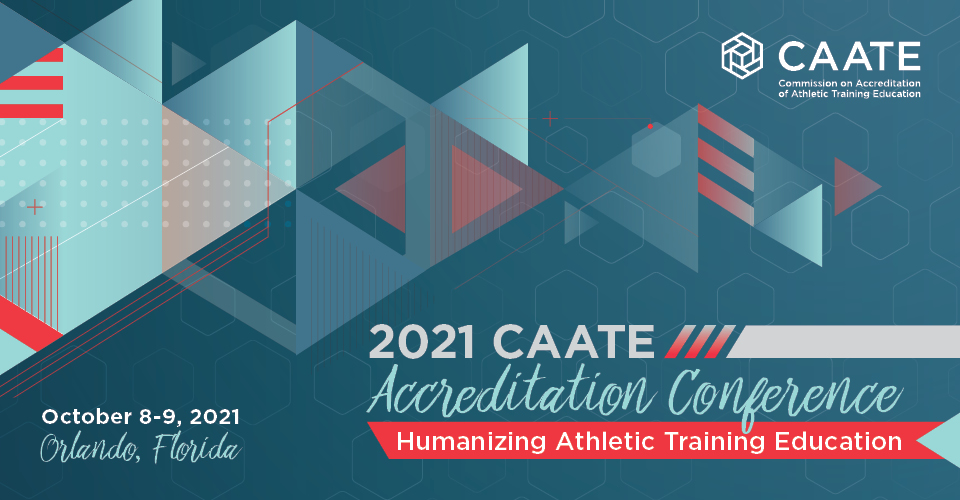 CAATE
Commission on Accreditation
of Athletic Training Education
2021 CAATE
Accreditation Conference
Humanizing Athletic Training Education
October 8-9, 2021
Orlando, Florida